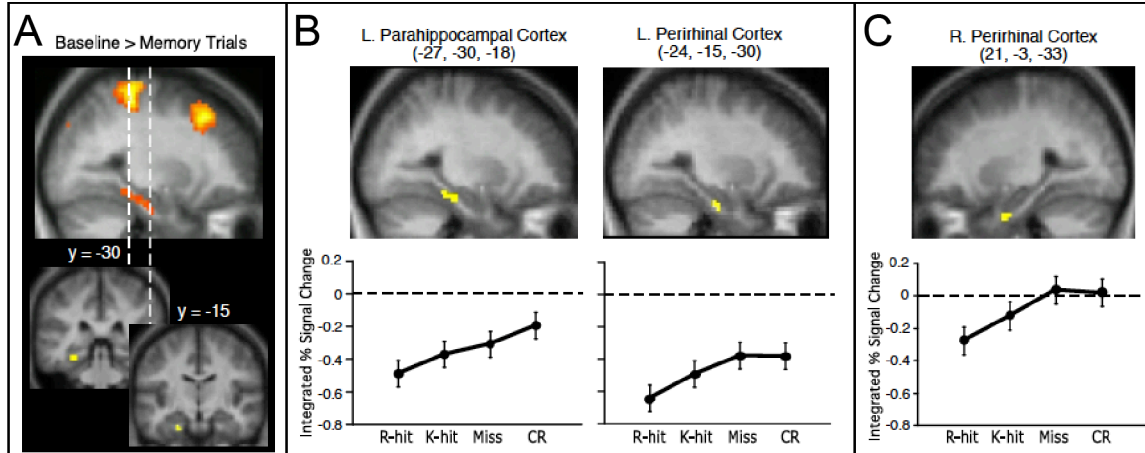 A
Baseline > Memory Trials
y = -30
y = -15
B
L. Parahippocampal Cortex
(-27, -30, -18)
L. Perirhinal Cortex
(-24, -15, -30)
Integrated % Signal Change
0.2
0
-0.2
-0.4
-0.6
-0.8
R-hit K-hit Miss CR
R-hit K-hit Miss CR
C
R. Perirhinal Cortex
(21, -3, -33)
Integrated % Signal Change
0.2
0
-0.2
-0.4
-0.6
-0.8
R-hit K-hit Miss CR